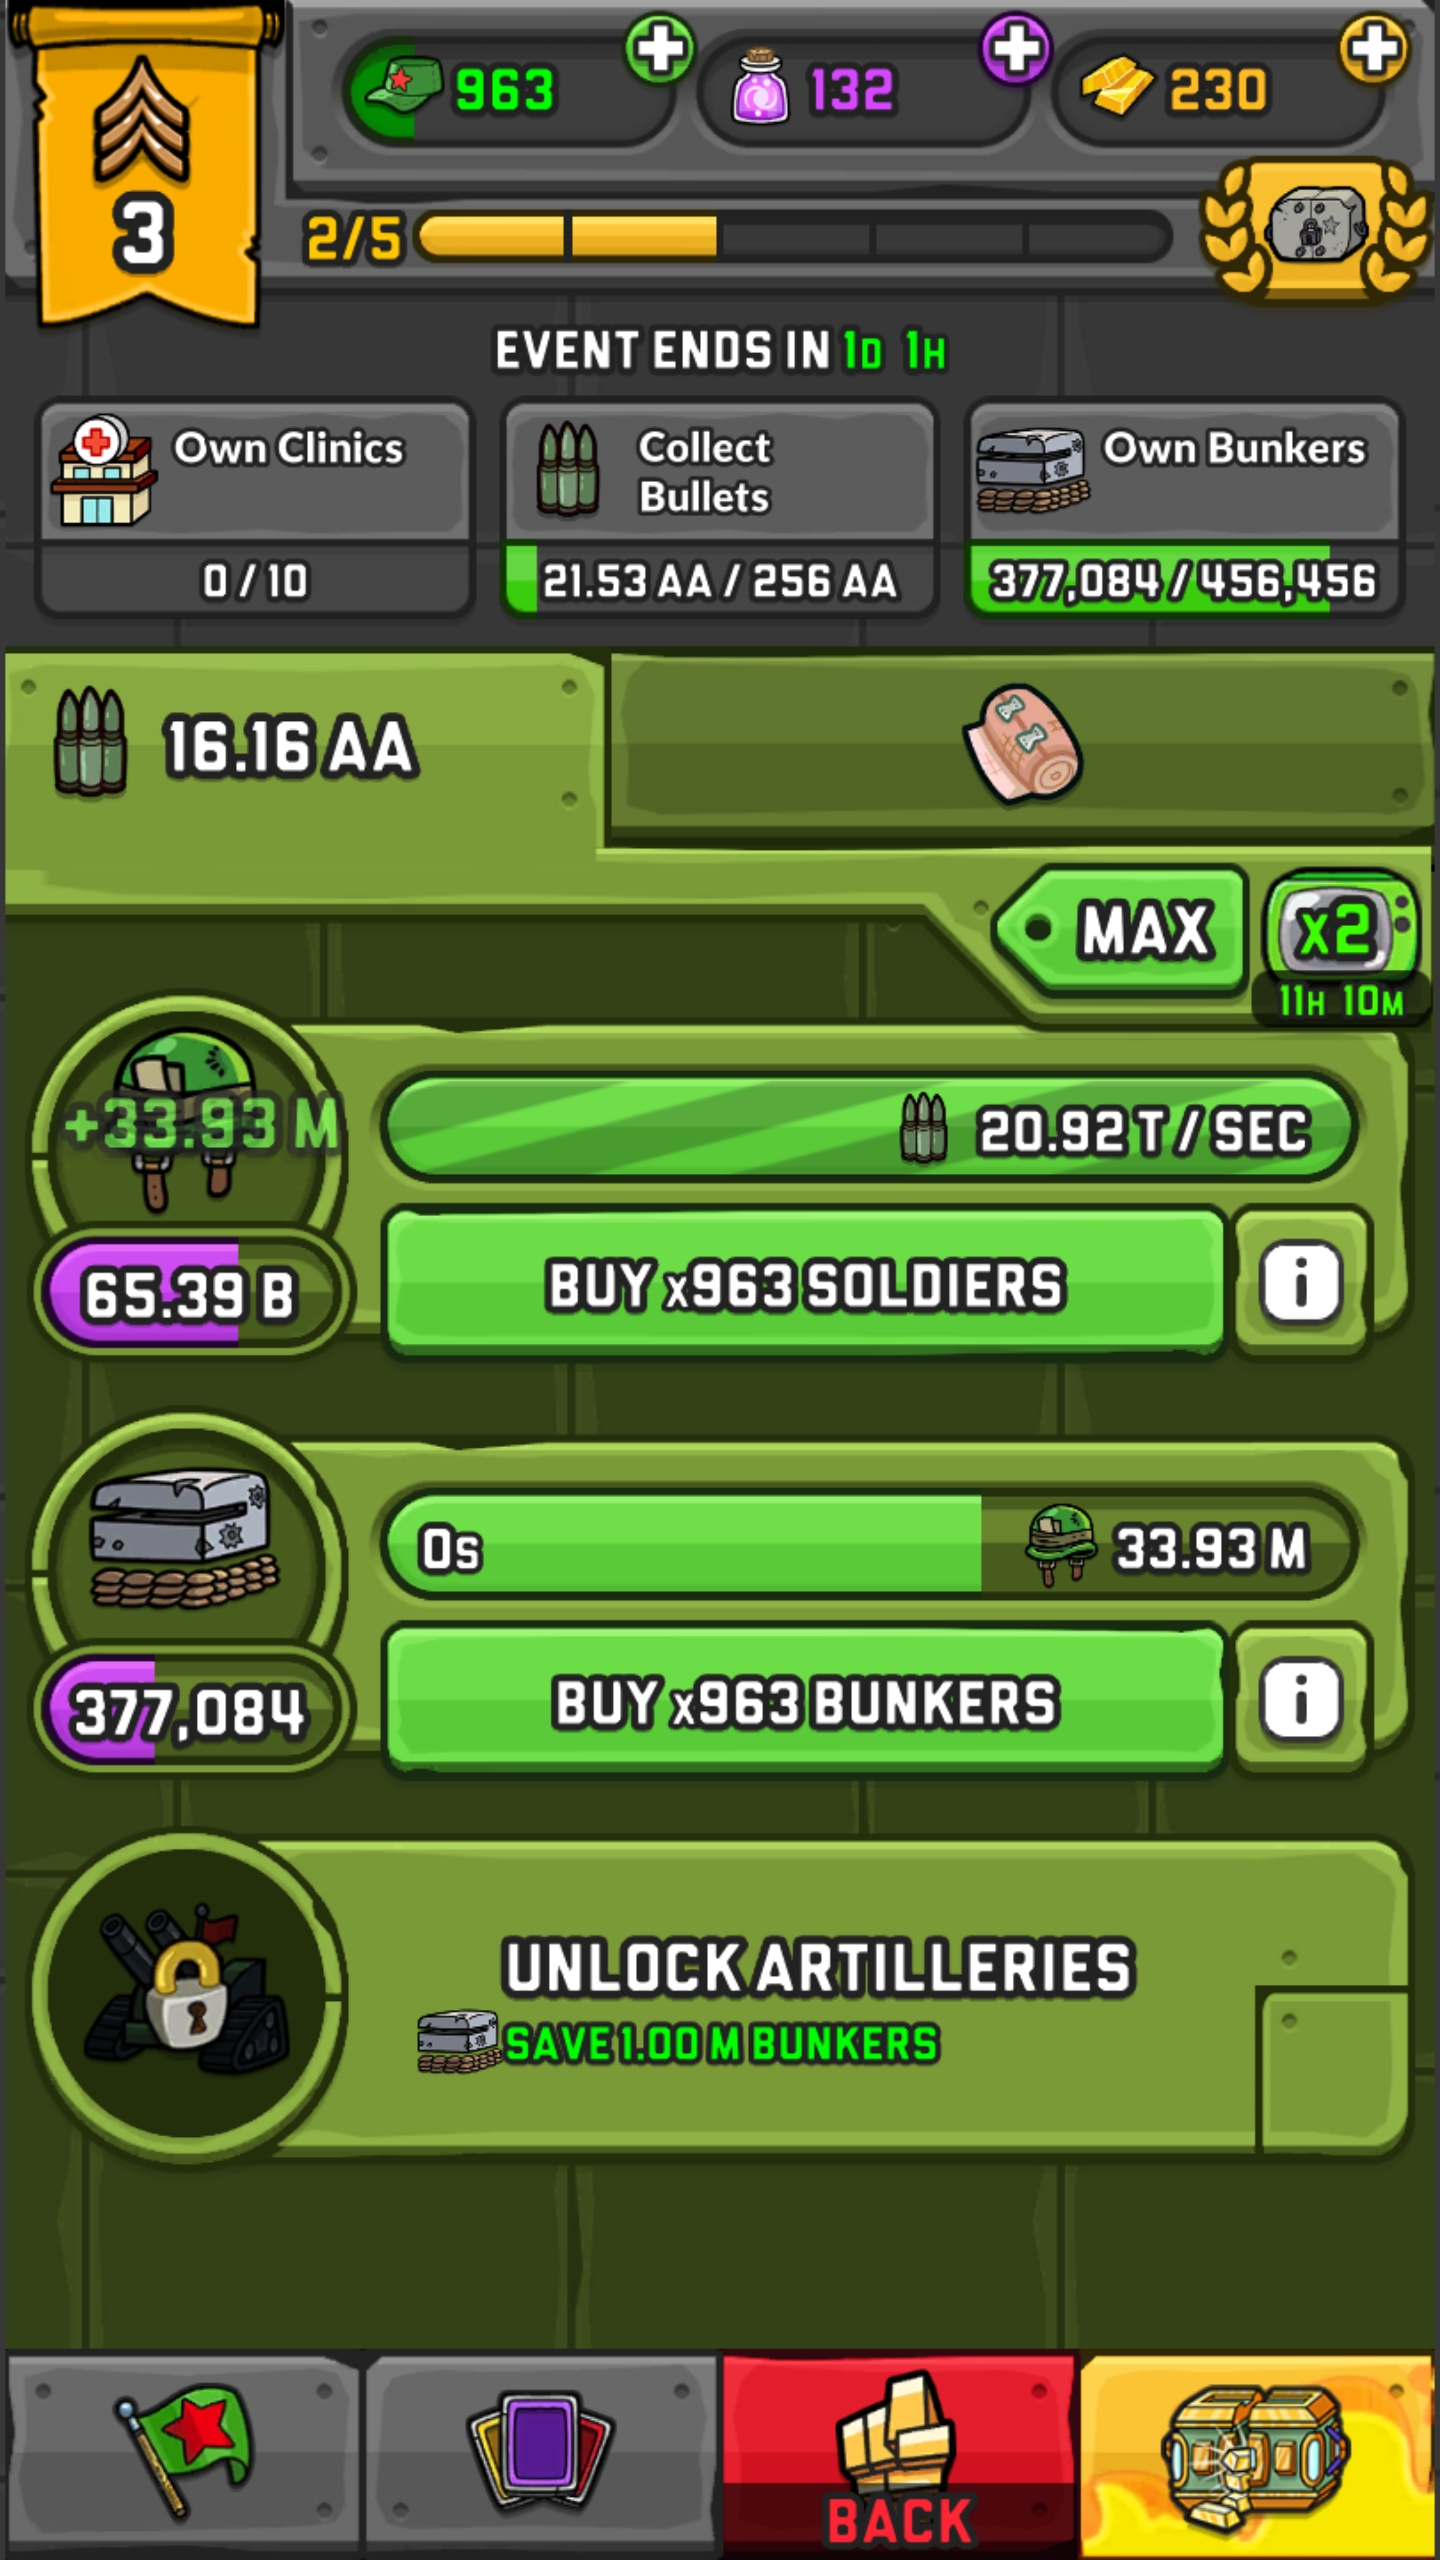 963
132
230
3
2/5
EVENT ENDS IN 1D 1H
Own Clinics
0 / 10
Collect
Bullets
21.53 AA / 256 AA
Own Bunkers
377,084 / 456,456
16.16 AA
MAX
x2
11H 10M
+33.93 M
20.92 T / SEC
65.39 B
BUY x963 SOLDIERS
i
0s
33.93 M
377,084
BUY x963 BUNKERS
i
UNLOCK ARTILLERIES
SAVE 1.00 M BUNKERS
BACK